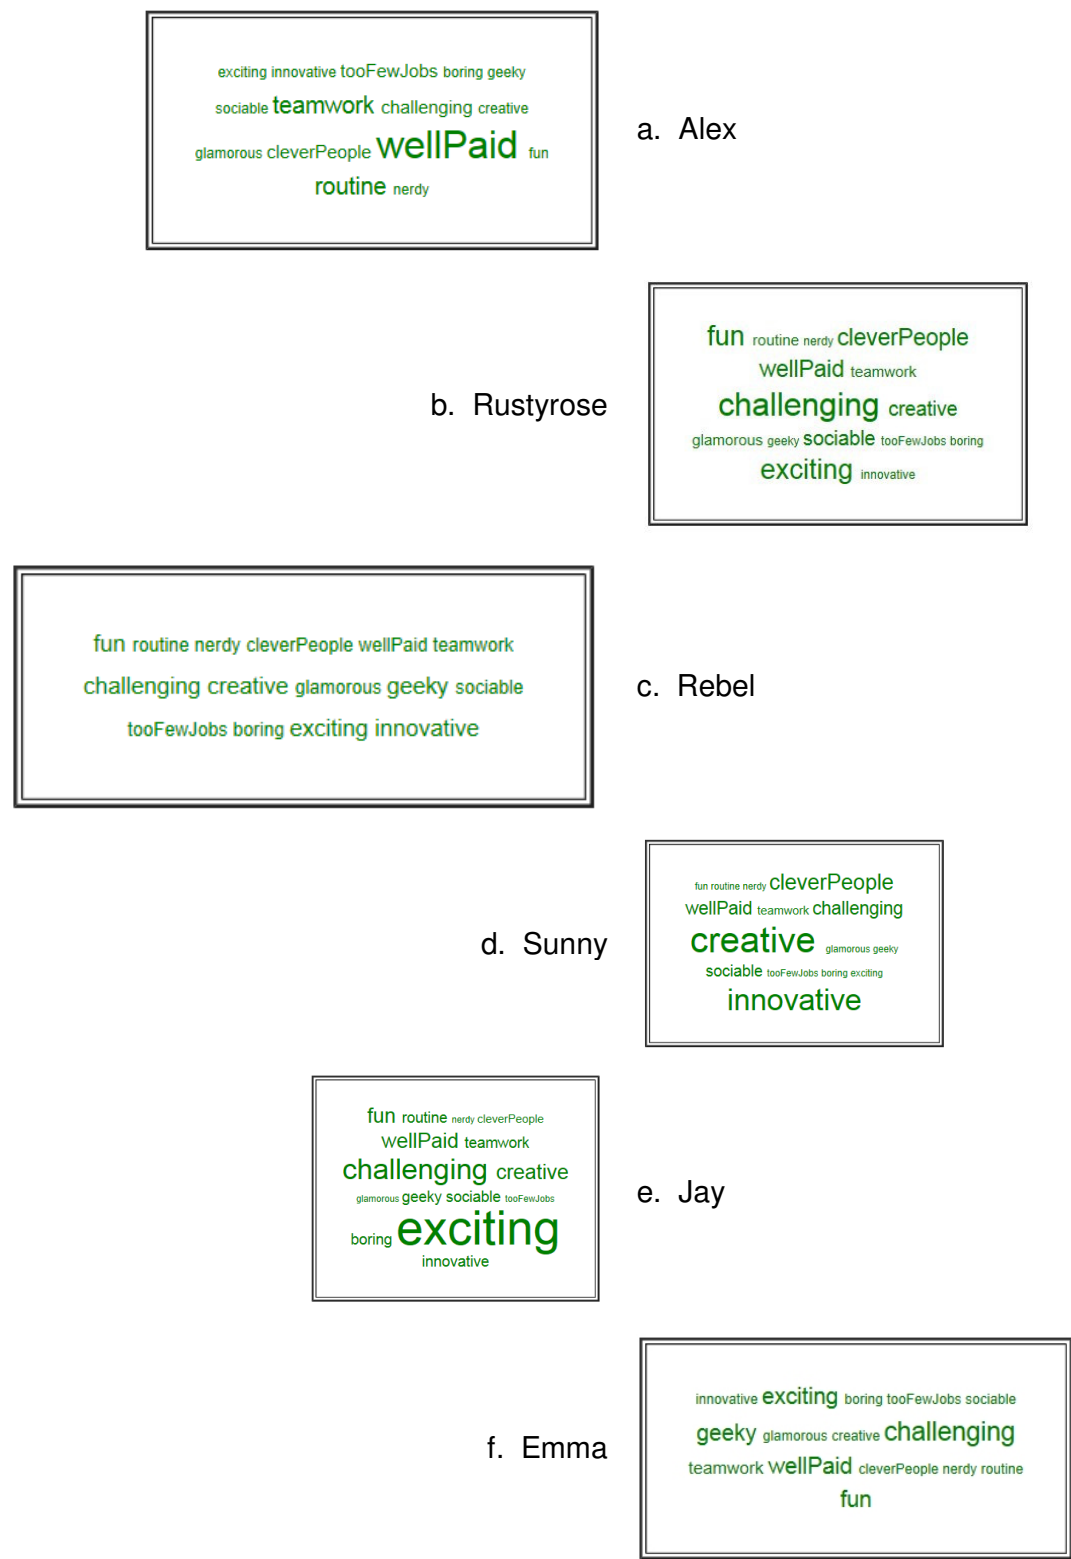 exciting innovative tooFewJobs boring geeky
sociable teamwork challenging creative
glamorous cleverPeople wellPaid fun
routine nerdy
a. Alex
fun routine nerdy cleverPeople
wellPaid teamwork
challenging creative
glamorous geeky sociable tooFewJobs boring
exciting innovative
b. Rustyrose
fun routine nerdy cleverPeople wellPaid teamwork
challenging creative glamorous geeky sociable
tooFewJobs boring exciting innovative
c. Rebel
fun routine nerdy cleverPeople
wellPaid teamwork challenging
creative glamorous geeky
sociable tooFewJobs boring exciting
innovative
d. Sunny
fun routine nerdy cleverPeople
wellPaid teamwork
challenging creative
glamorous geeky sociable tooFewJobs
boring exciting
innovative
e. Jay
innovative exciting boring tooFewJobs sociable
geeky glamorous creative challenging
teamwork wellPaid cleverPeople nerdy routine
fun
f. Emma